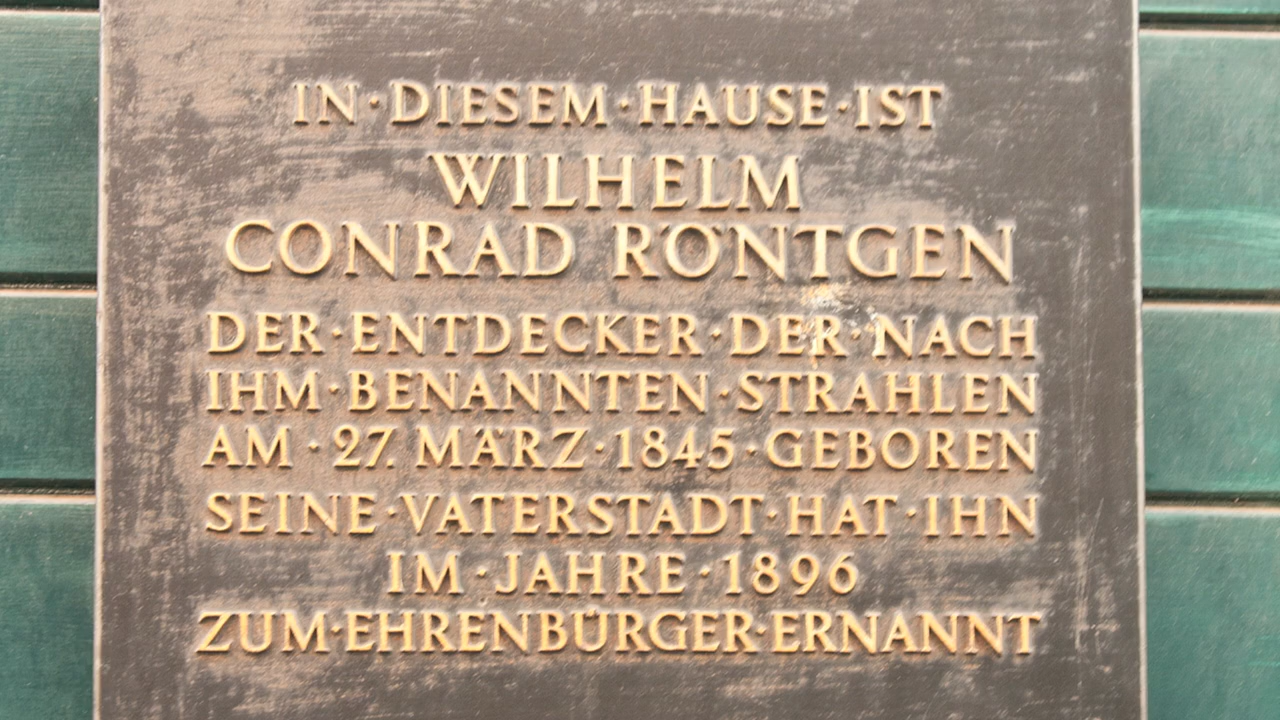 IN·DIESEM·HAUSE·IST
WILHELM
CONRAD RÖNTGEN
DER·ENTDECKER·DER·NACH
IHM·BENANNTEN·STRAHLEN
AM·27. MÄRZ·1845·GEBOREN
SEINE·VATERSTADT·HAT·IHN
IM·JAHRE·1896
ZUM·EHRENBÜRGER·ERNANNT